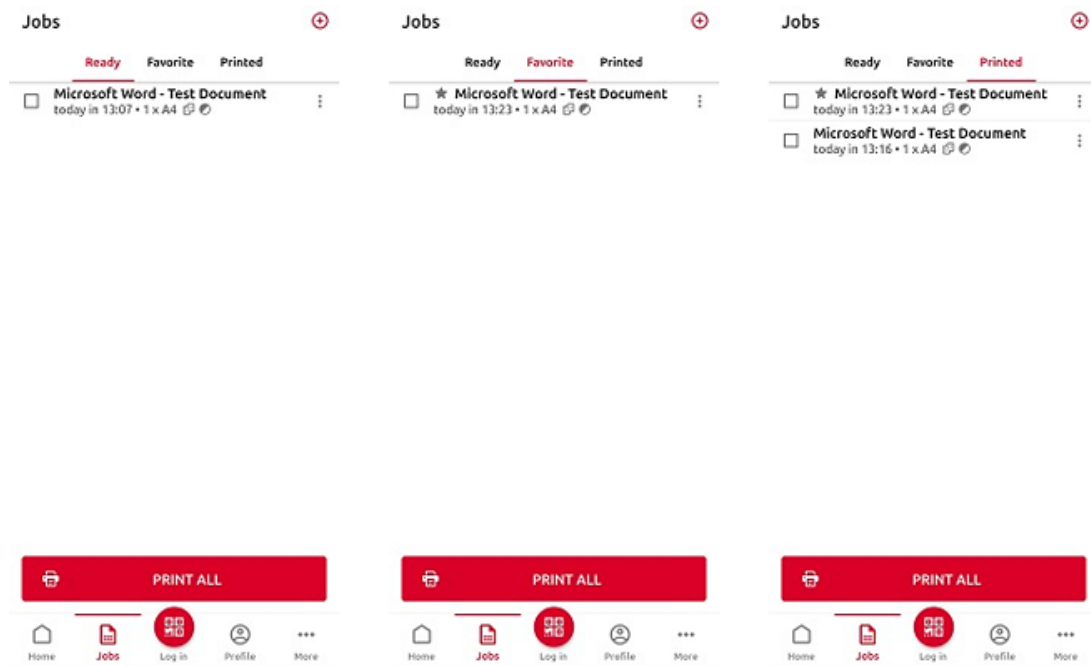 Jobs
Ready Favorite Printed
Microsoft Word - Test Document
today in 13:07 • 1 x A4
PRINT ALL
Home Jobs Log in Profile More
Jobs
Ready Favorite Printed
★ Microsoft Word - Test Document
today in 13:23 • 1 x A4
PRINT ALL
Home Jobs Log in Profile More
Jobs
Ready Favorite Printed
★ Microsoft Word - Test Document
today in 13:23 • 1 x A4
Microsoft Word - Test Document
today in 13:16 • 1 x A4
PRINT ALL
Home Jobs Log in Profile More